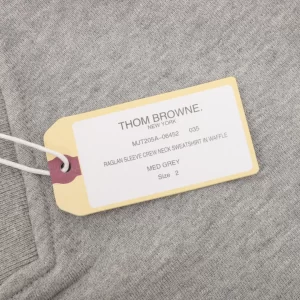 THOM BROWNE.
NEW YORK
MJT205A-06452 035
RAGLAN SLEEVE CREW NECK SWEATSHIRT IN WAFFLE
MED GREY
Size 2